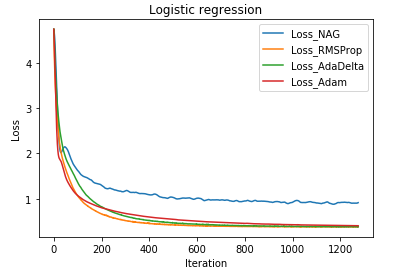 Logistic regression
Loss_NAG
Loss_RMSProp
Loss_AdaDelta
Loss_Adam
4
3
2
1
Loss
0 200 400 600 800 1000 1200
Iteration